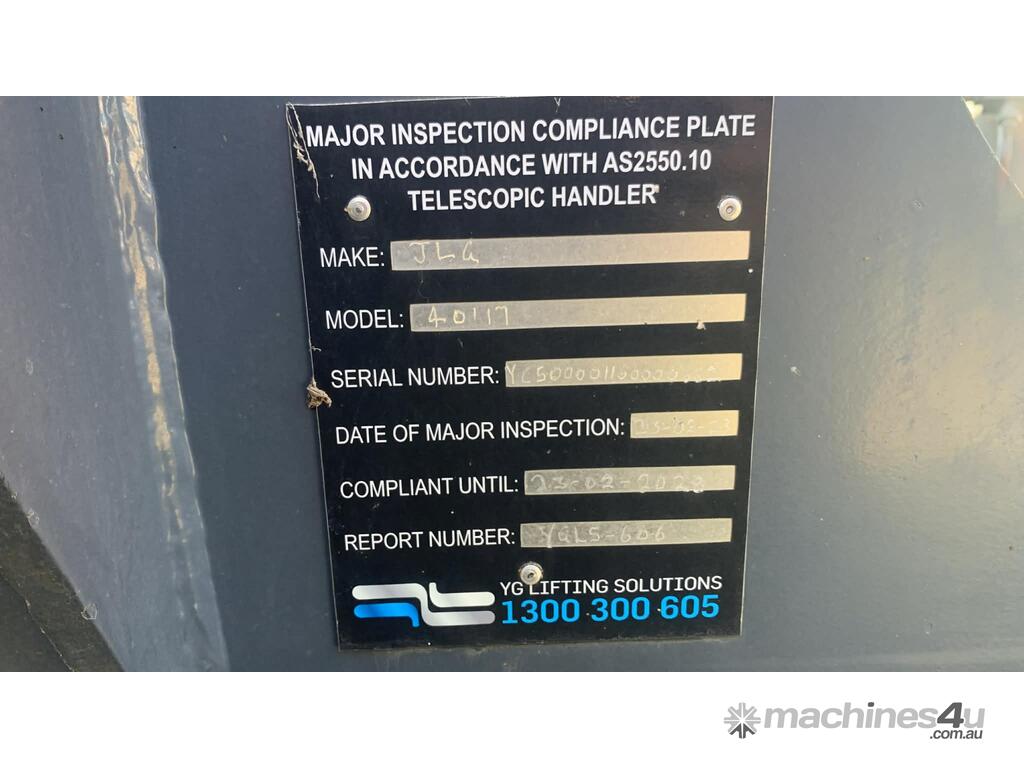 MAJOR INSPECTION COMPLIANCE PLATE
IN ACCORDANCE WITH AS2550.10
TELESCOPIC HANDLER
MAKE: JLG
MODEL: 4017
SERIAL NUMBER:
DATE OF MAJOR INSPECTION:
COMPLIANT UNTIL:
REPORT NUMBER: YGLS-606
YG LIFTING SOLUTIONS
1300 300 605
machines4u
.com.au